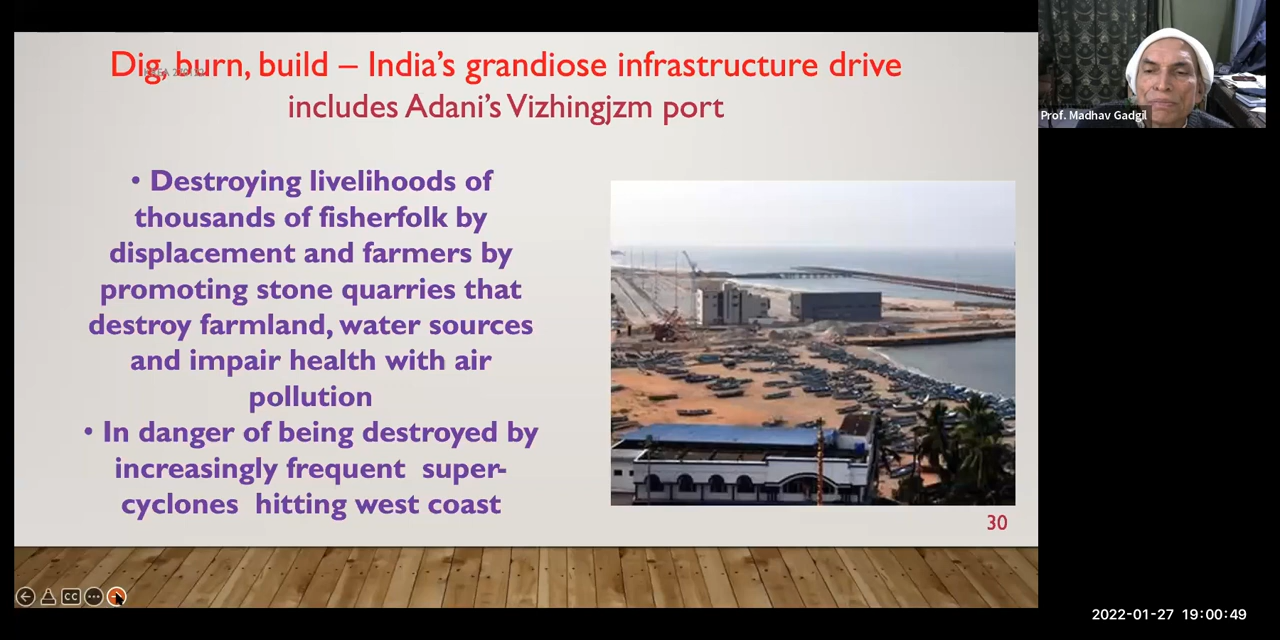 Dig, burn, build – India's grandiose infrastructure drive
includes Adani's Vizhingjzm port
• Destroying livelihoods of
thousands of fisherfolk by
displacement and farmers by
promoting stone quarries that
destroy farmland, water sources
and impair health with air
pollution
• In danger of being destroyed by
increasingly frequent super-
cyclones hitting west coast
30
Prof. Madhav Gadgil
CC
2022-01-27 19:00:49